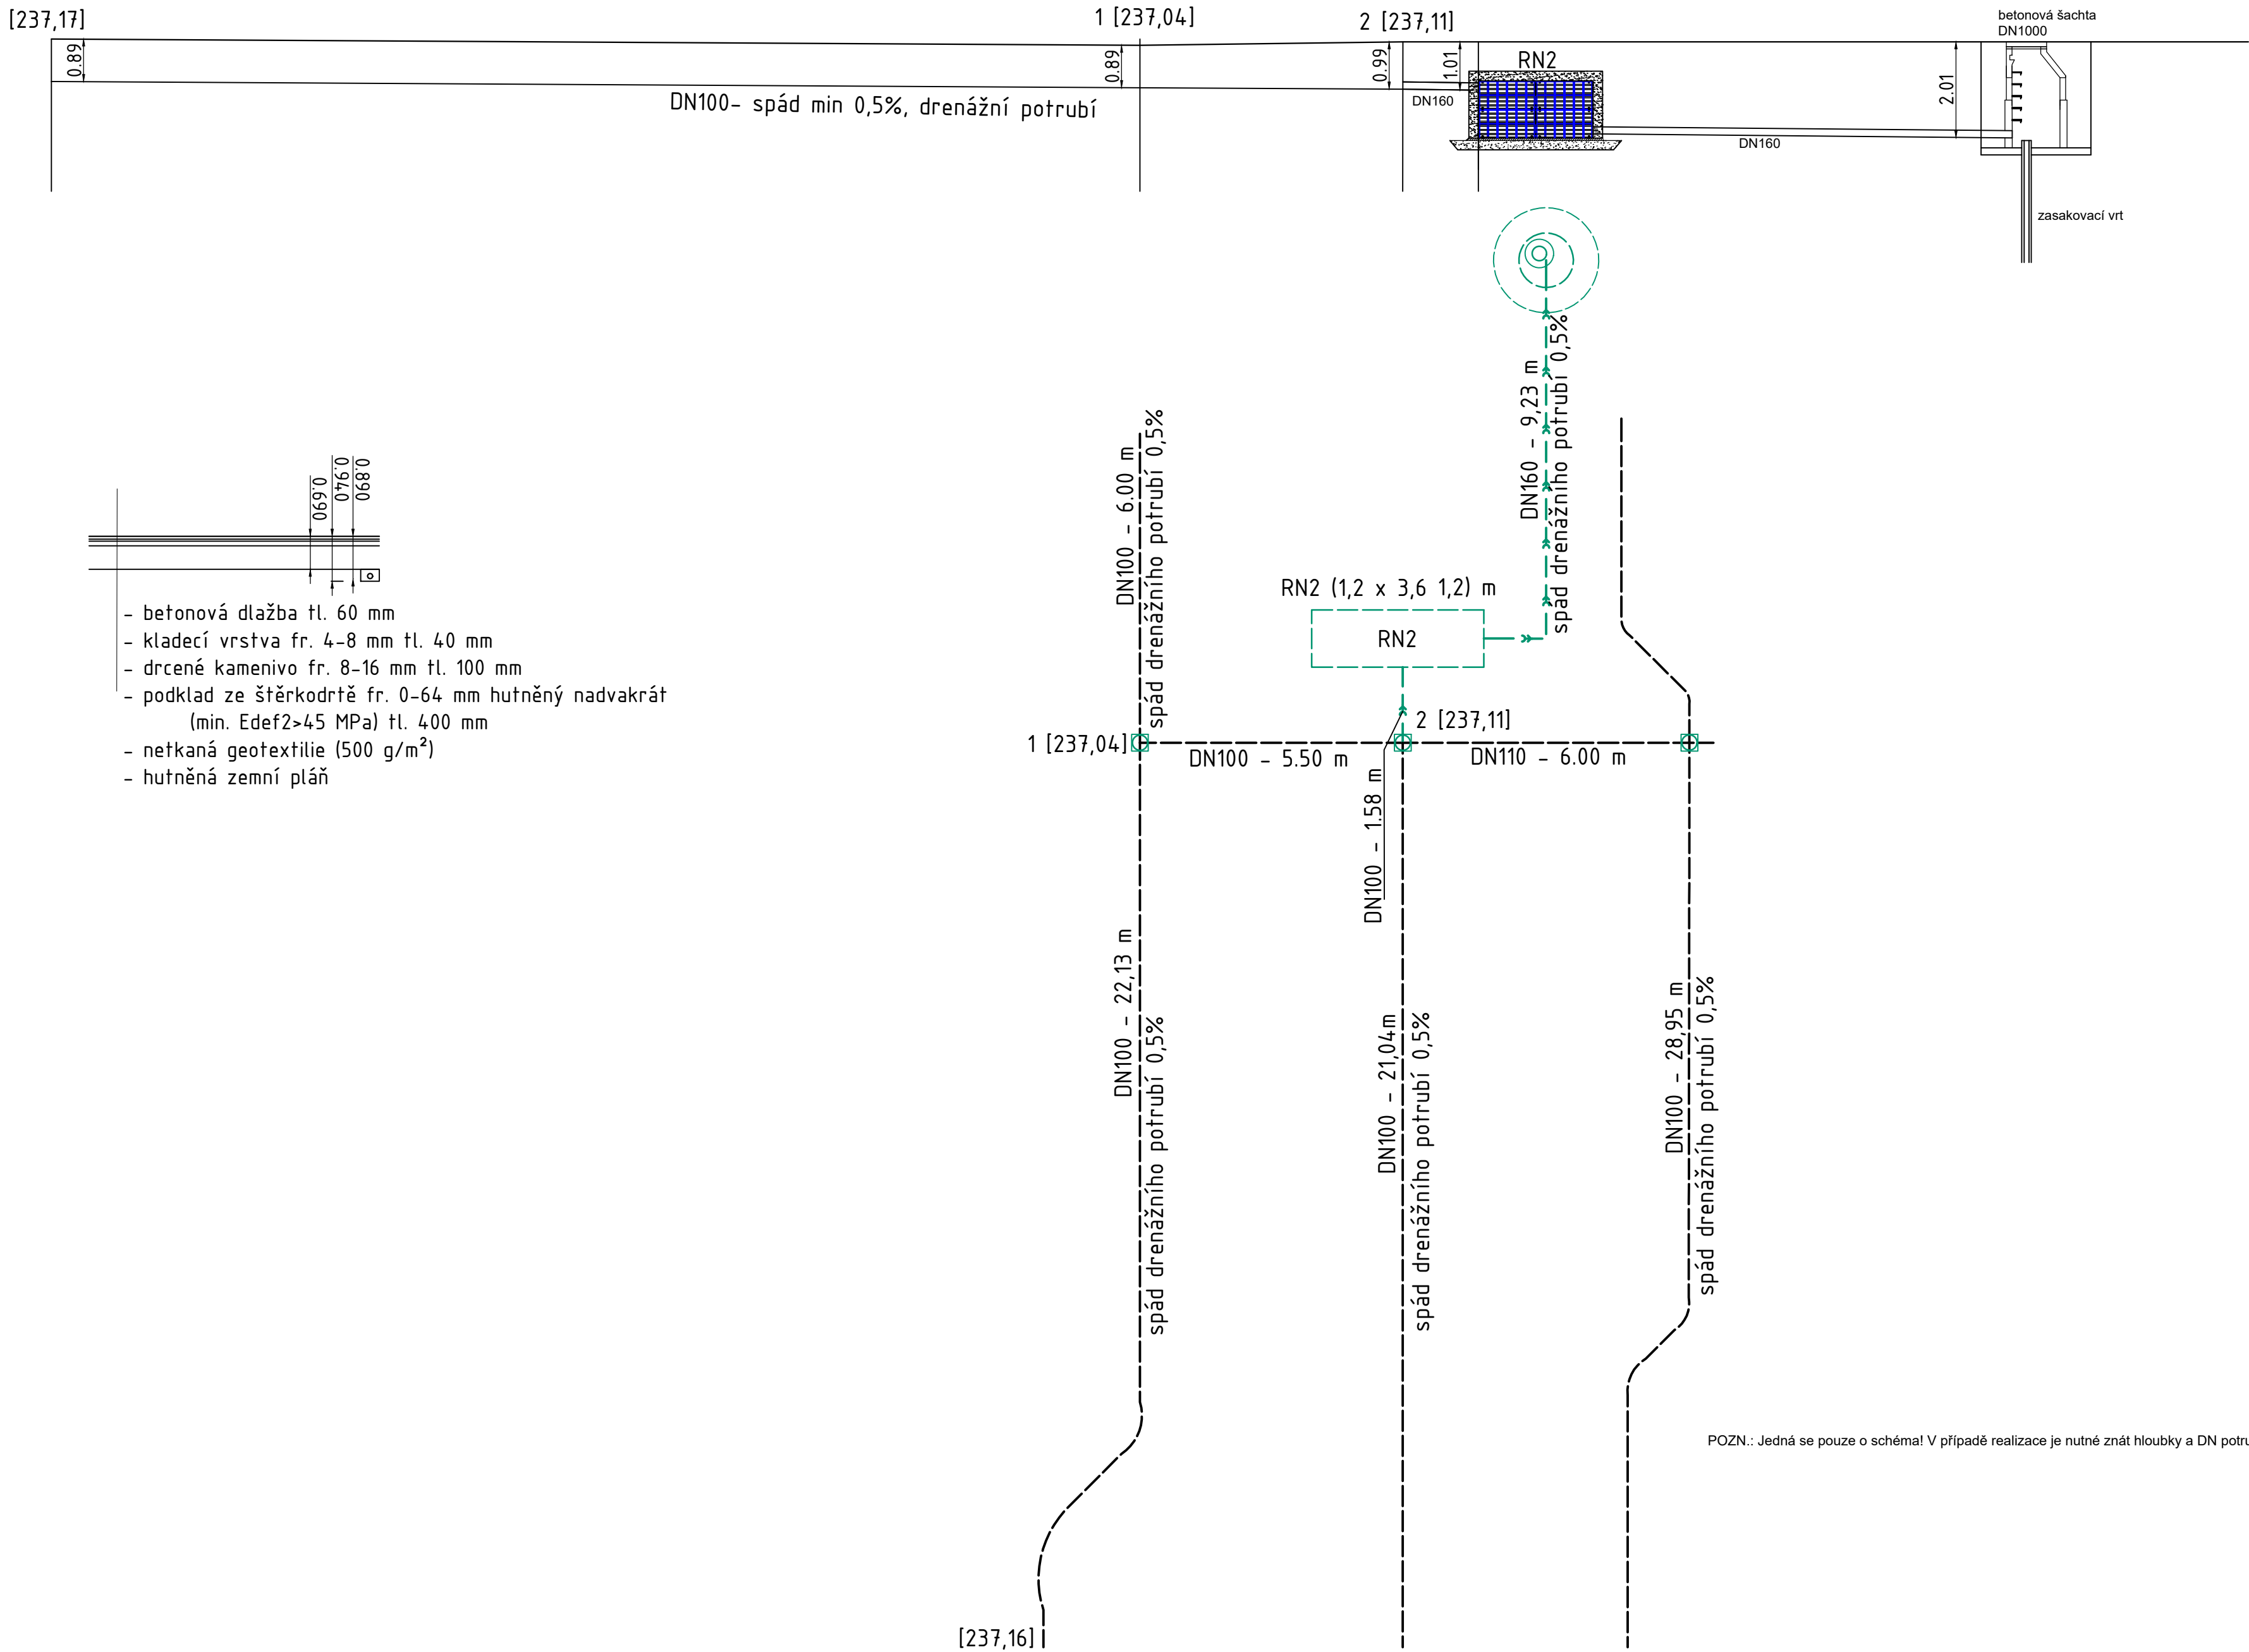 [237,17]
1 [237,04]
2 [237,11]
betonová šachta
DN1000
0.89
0.89
0.99
1.01
RN2
2.01
DN100- spád min 0,5%, drenážní potrubí
DN160
DN160
zasakovací vrt
DN100 - 6.00 m
spád drenážního potrubí 0,5%
DN160 - 9,23 m
spád drenážního potrubí 0,5%
0.690
0.940
0.890
- betonová dlažba tl. 60 mm
- kladecí vrstva fr. 4-8 mm tl. 40 mm
- drcené kamenivo fr. 8-16 mm tl. 100 mm
- podklad ze štěrkodrtě fr. 0-64 mm hutněný nadvakrát
(min. Edef2>45 MPa) tl. 400 mm
- netkaná geotextilie (500 g/m²)
- hutněná zemní pláň
RN2 (1,2 x 3,6 1,2) m
RN2
1 [237,04]
2 [237,11]
DN100 - 5.50 m
DN110 - 6.00 m
DN100 - 1.58 m
DN100 - 22,13 m
spád drenážního potrubí 0,5%
DN100 - 21,04m
spád drenážního potrubí 0,5%
DN100 - 28,95 m
spád drenážního potrubí 0,5%
POZN.: Jedná se pouze o schéma! V případě realizace je nutné znát hloubky a DN potru
[237,16]